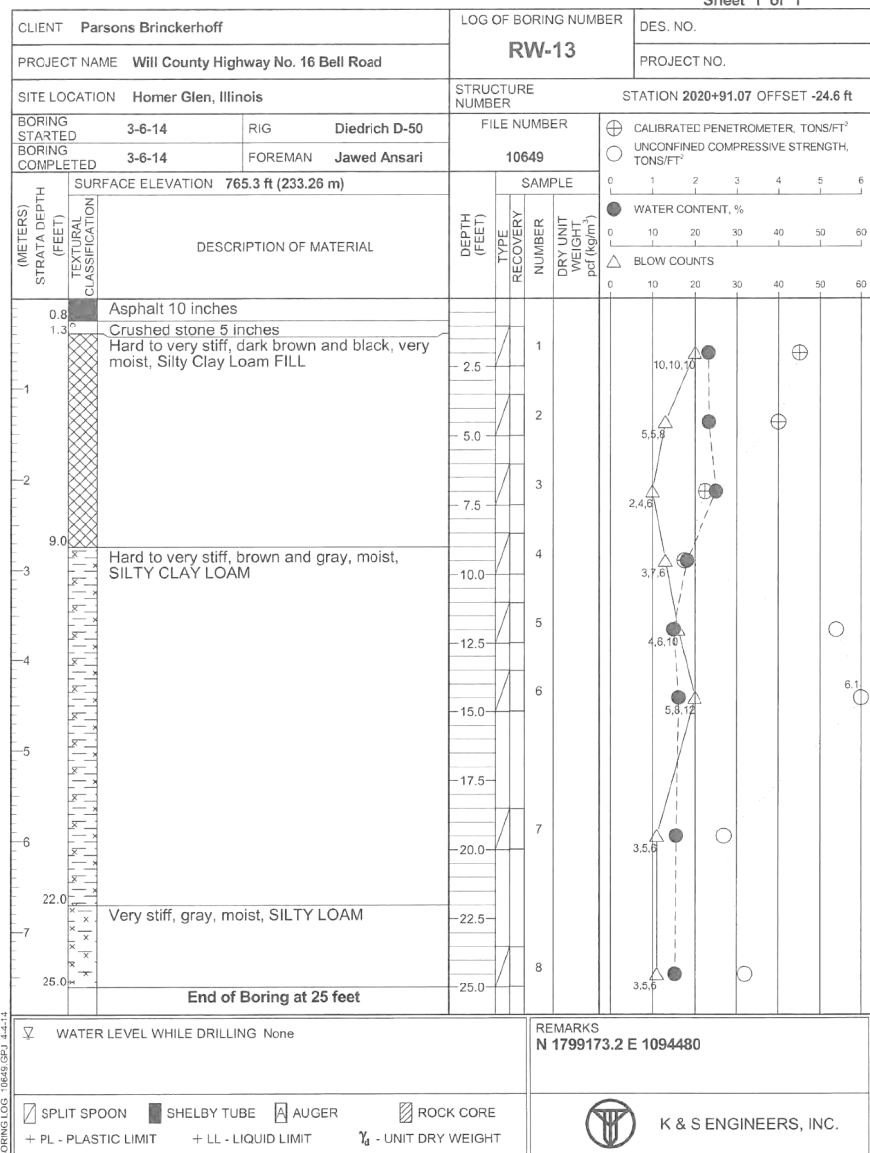 Sheet 1 of 1
CLIENT Parsons Brinckerhoff
LOG OF BORING NUMBER
RW-13
DES. NO.
PROJECT NAME Will County Highway No. 16 Bell Road
PROJECT NO.
SITE LOCATION Homer Glen, Illinois
STRUCTURE NUMBER
STATION 2020+91.07 OFFSET -24.6 ft
BORING STARTED 3-6-14 RIG Diedrich D-50
BORING COMPLETED 3-6-14 FOREMAN Jawed Ansari
FILE NUMBER
10649
CALIBRATED PENETROMETER, TONS/FT²
UNCONFINED COMPRESSIVE STRENGTH, TONS/FT²
0 1 2 3 4 5 6
WATER CONTENT, %
0 10 20 30 40 50 60
BLOW COUNTS
0 10 20 30 40 50 60
SURFACE ELEVATION 765.3 ft (233.26 m)
SAMPLE
(METERS)
STRATA DEPTH
(FEET)
TEXTURAL
CLASSIFICATION
DESCRIPTION OF MATERIAL
DEPTH
(FEET)
TYPE
RECOVERY
NUMBER
DRY UNIT
WEIGHT
pcf (kg/m³)
0.8 Asphalt 10 inches
1.3 Crushed stone 5 inches
Hard to very stiff, dark brown and black, very
moist, Silty Clay Loam FILL
1
10,10,10
2.5
1
2
5,5,8
5.0
2
3
2,4,6
7.5
9.0
Hard to very stiff, brown and gray, moist,
SILTY CLAY LOAM
4
3,7,6
3
10.0
5
4,6,10
12.5
4
6
6.1
5,8,12
15.0
5
17.5
7
3,5,6
6
20.0
22.0
Very stiff, gray, moist, SILTY LOAM
22.5
7
8
3,5,6
25.0
25.0
End of Boring at 25 feet
WATER LEVEL WHILE DRILLING None
REMARKS
N 1799173.2 E 1094480
SPLIT SPOON SHELBY TUBE A AUGER ROCK CORE
+ PL - PLASTIC LIMIT + LL - LIQUID LIMIT γd - UNIT DRY WEIGHT
K & S ENGINEERS, INC.
ORING LOG 10649.GPJ 4-4-14